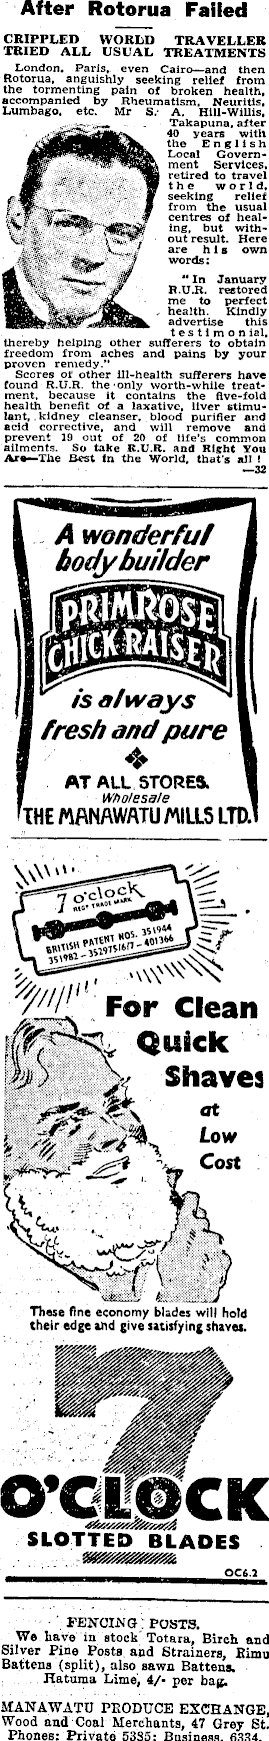 After Rotorua Failed
CRIPPLED WORLD TRAVELLER
TRIED ALL USUAL TREATMENTS
London, Paris, even Cairo—and then
Rotorua, anguishly seeking relief from
the tormenting pain of broken health,
accompanied by Rheumatism, Neuritis,
Lumbago, etc. Mr S. A. Hill-Willis,
Takapuna, after
40 years with
the English
Local Govern-
ment Services,
retired to travel
the world,
seeking relief
from the usual
centres of heal-
ing, but with-
out result. Here
are his own
words:
"In January
R.U.R. restored
me to perfect
health. Kindly
advertise this
testimonial,
thereby helping other sufferers to obtain
freedom from aches and pains by your
proven remedy."
Scores of other ill-health sufferers have
found R.U.R. the only worth-while treat-
ment, because it contains the five-fold
health benefit of a laxative, liver stimu-
lant, kidney cleanser, blood purifier and
acid corrective, and will remove and
prevent 19 out of 20 of life's common
ailments. So take R.U.R. and Right You
Are—The Best in the World, that's all!
—32
A wonderful
body builder
PRIMROSE
CHICK RAISER
is always
fresh and pure
AT ALL STORES.
Wholesale
THE MANAWATU MILLS LTD.
7 o'clock
REGD TRADE MARK
BRITISH PATENT NOS. 351944
351982 - 352975/6/7 - 401366
For Clean
Quick
Shaves
at
Low
Cost
These fine economy blades will hold
their edge and give satisfying shaves.
7
O'CLOCK
SLOTTED BLADES
OC6.2
FENCING POSTS.
We have in stock Totara, Birch and
Silver Pine Posts and Strainers, Rimu
Battens (split), also sawn Battens.
Hatuma Lime, 4/- per bag.
MANAWATU PRODUCE EXCHANGE,
Wood and Coal Merchants, 47 Grey St.
Phones: Private 5385; Business, 6334.